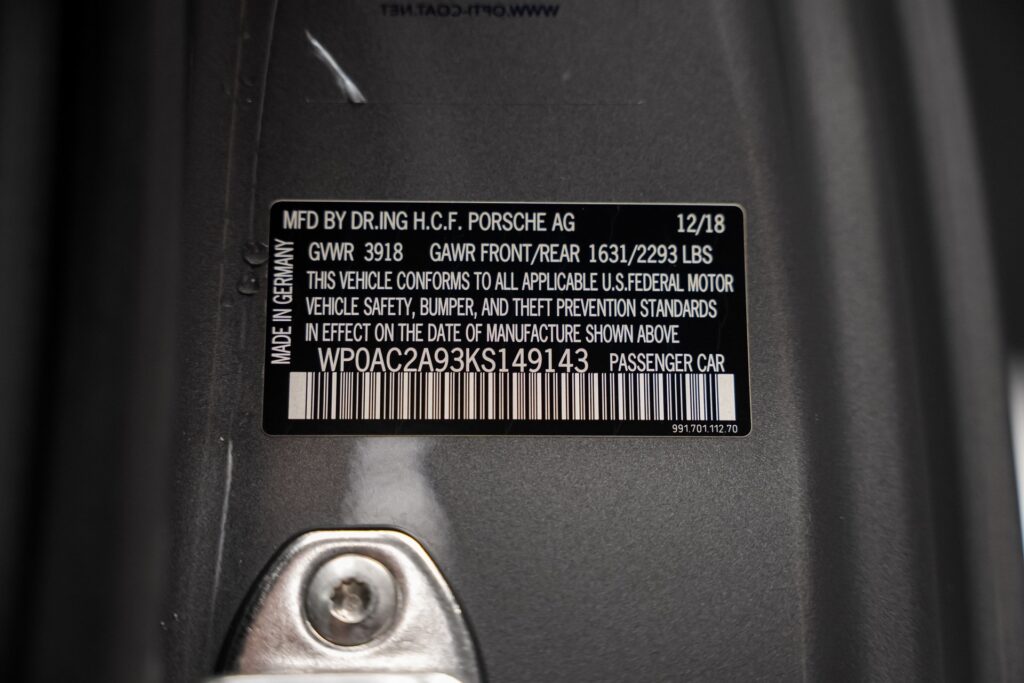 WWW.OPTI-COAT.NET
MFD BY DR.ING H.C.F. PORSCHE AG 12/18
GVWR 3918 GAWR FRONT/REAR 1631/2293 LBS
THIS VEHICLE CONFORMS TO ALL APPLICABLE U.S.FEDERAL MOTOR
VEHICLE SAFETY, BUMPER, AND THEFT PREVENTION STANDARDS
IN EFFECT ON THE DATE OF MANUFACTURE SHOWN ABOVE
WP0AC2A93KS149143 PASSENGER CAR
991.701.112.70
MADE IN GERMANY